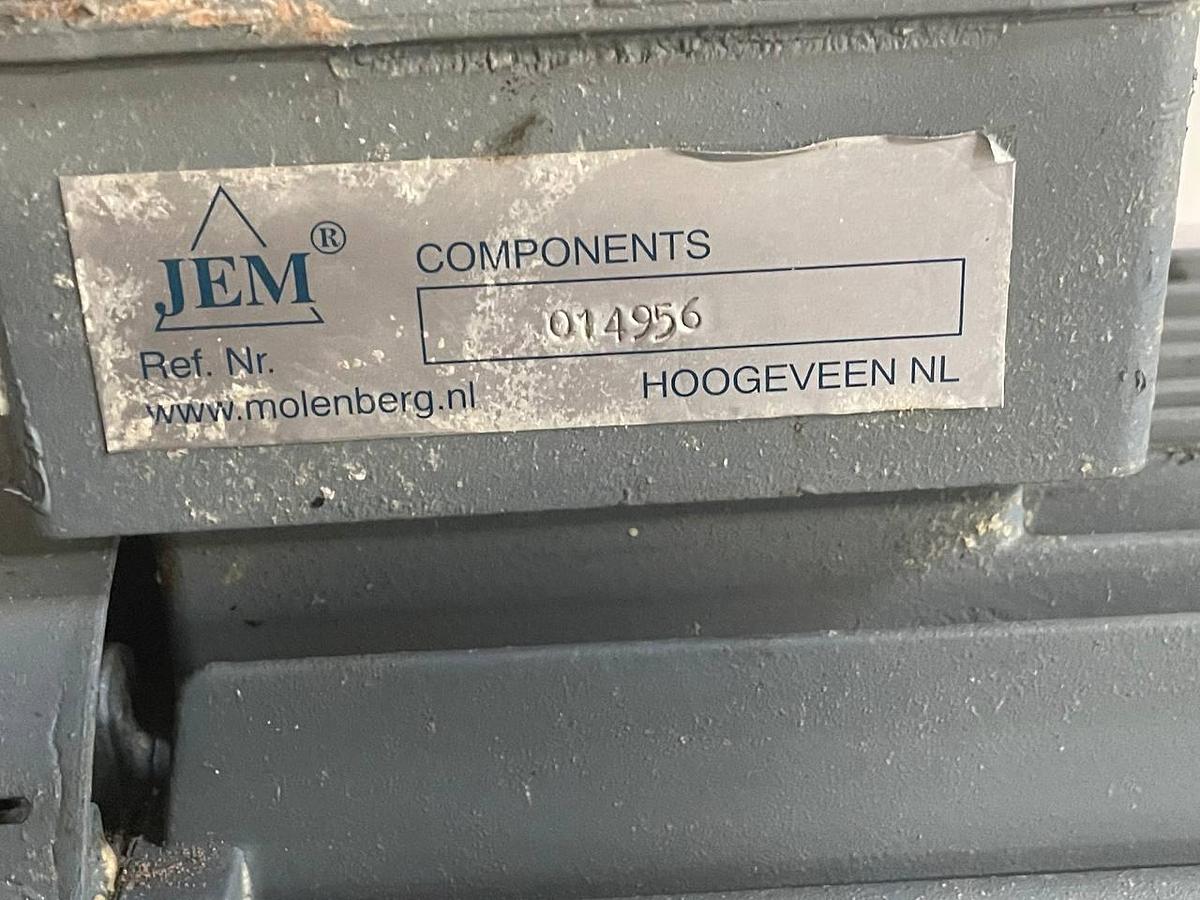 JEM®
COMPONENTS
014956
Ref. Nr.
www.molenberg.nl
HOOGEVEEN NL